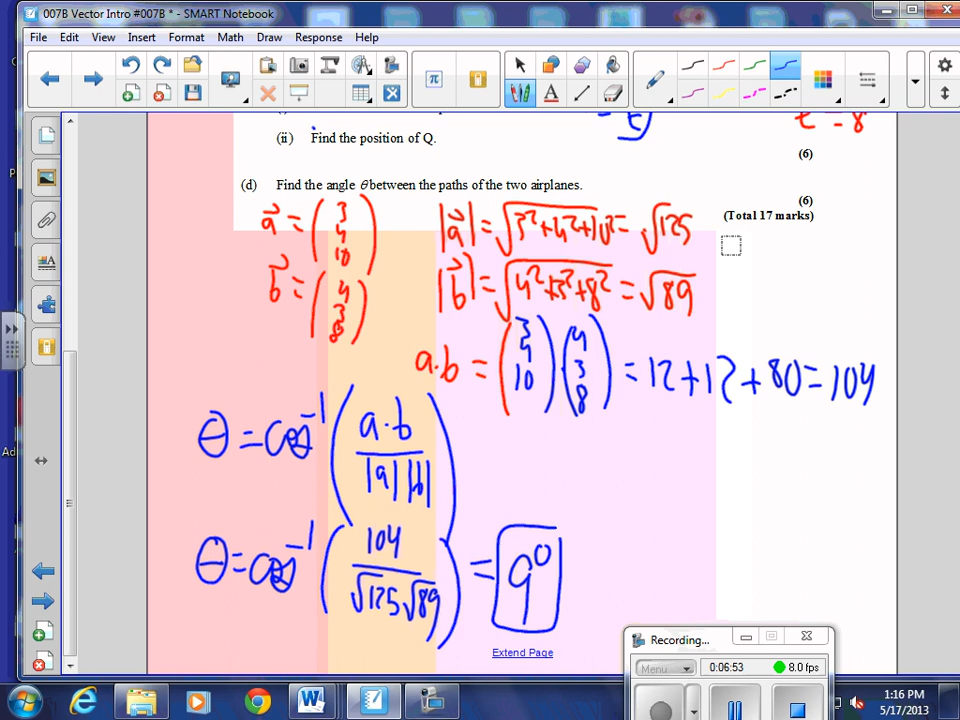 007B Vector Intro #007B * - SMART Notebook
File Edit View Insert Format Math Draw Response Help
(ii) Find the position of Q.
t = 8
(6)
(d) Find the angle θ between the paths of the two airplanes.
(6)
(Total 17 marks)
a⃗ = (3 4 10) |a⃗| = √3²+4²+10² = √125
b⃗ = (4 3 8) |b⃗| = √4²+3²+8² = √89
a·b = (3 4 10)(4 3 8) = 12+12+80=104
θ = cos⁻¹(a·b / |a||b|)
θ = cos⁻¹(104 / √125√89) = 9°
Extend Page
Recording...
Menu 0:06:53 8.0 fps
1:16 PM
5/17/2013